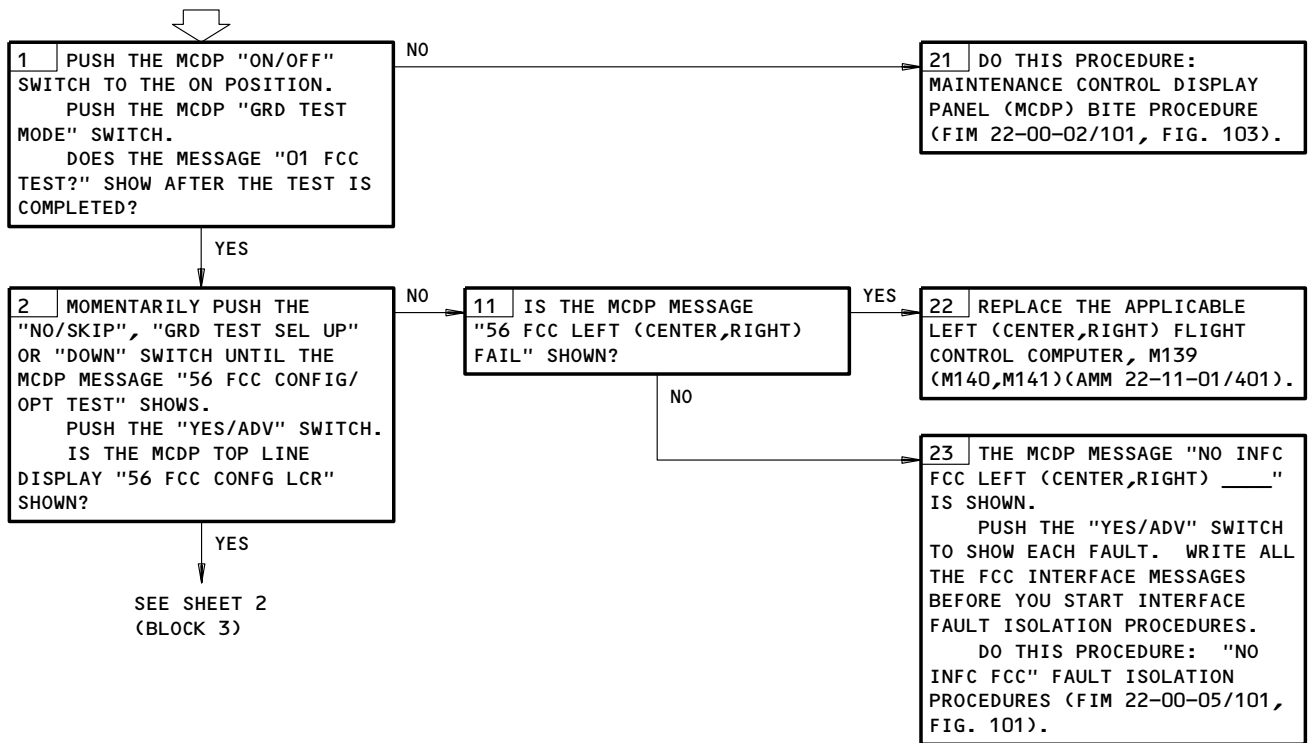 1 PUSH THE MCDP "ON/OFF"
SWITCH TO THE ON POSITION.
PUSH THE MCDP "GRD TEST
MODE" SWITCH.
DOES THE MESSAGE "01 FCC
TEST?" SHOW AFTER THE TEST IS
COMPLETED?
NO
21 DO THIS PROCEDURE:
MAINTENANCE CONTROL DISPLAY
PANEL (MCDP) BITE PROCEDURE
(FIM 22-00-02/101, FIG. 103).
YES
2 MOMENTARILY PUSH THE
"NO/SKIP", "GRD TEST SEL UP"
OR "DOWN" SWITCH UNTIL THE
MCDP MESSAGE "56 FCC CONFIG/
OPT TEST" SHOWS.
PUSH THE "YES/ADV" SWITCH.
IS THE MCDP TOP LINE
DISPLAY "56 FCC CONFG LCR"
SHOWN?
NO
11 IS THE MCDP MESSAGE
"56 FCC LEFT (CENTER,RIGHT)
FAIL" SHOWN?
YES
22 REPLACE THE APPLICABLE
LEFT (CENTER,RIGHT) FLIGHT
CONTROL COMPUTER, M139
(M140,M141)(AMM 22-11-01/401).
NO
23 THE MCDP MESSAGE "NO INFC
FCC LEFT (CENTER,RIGHT) ____"
IS SHOWN.
PUSH THE "YES/ADV" SWITCH
TO SHOW EACH FAULT. WRITE ALL
THE FCC INTERFACE MESSAGES
BEFORE YOU START INTERFACE
FAULT ISOLATION PROCEDURES.
DO THIS PROCEDURE: "NO
INFC FCC" FAULT ISOLATION
PROCEDURES (FIM 22-00-05/101,
FIG. 101).
YES
SEE SHEET 2
(BLOCK 3)